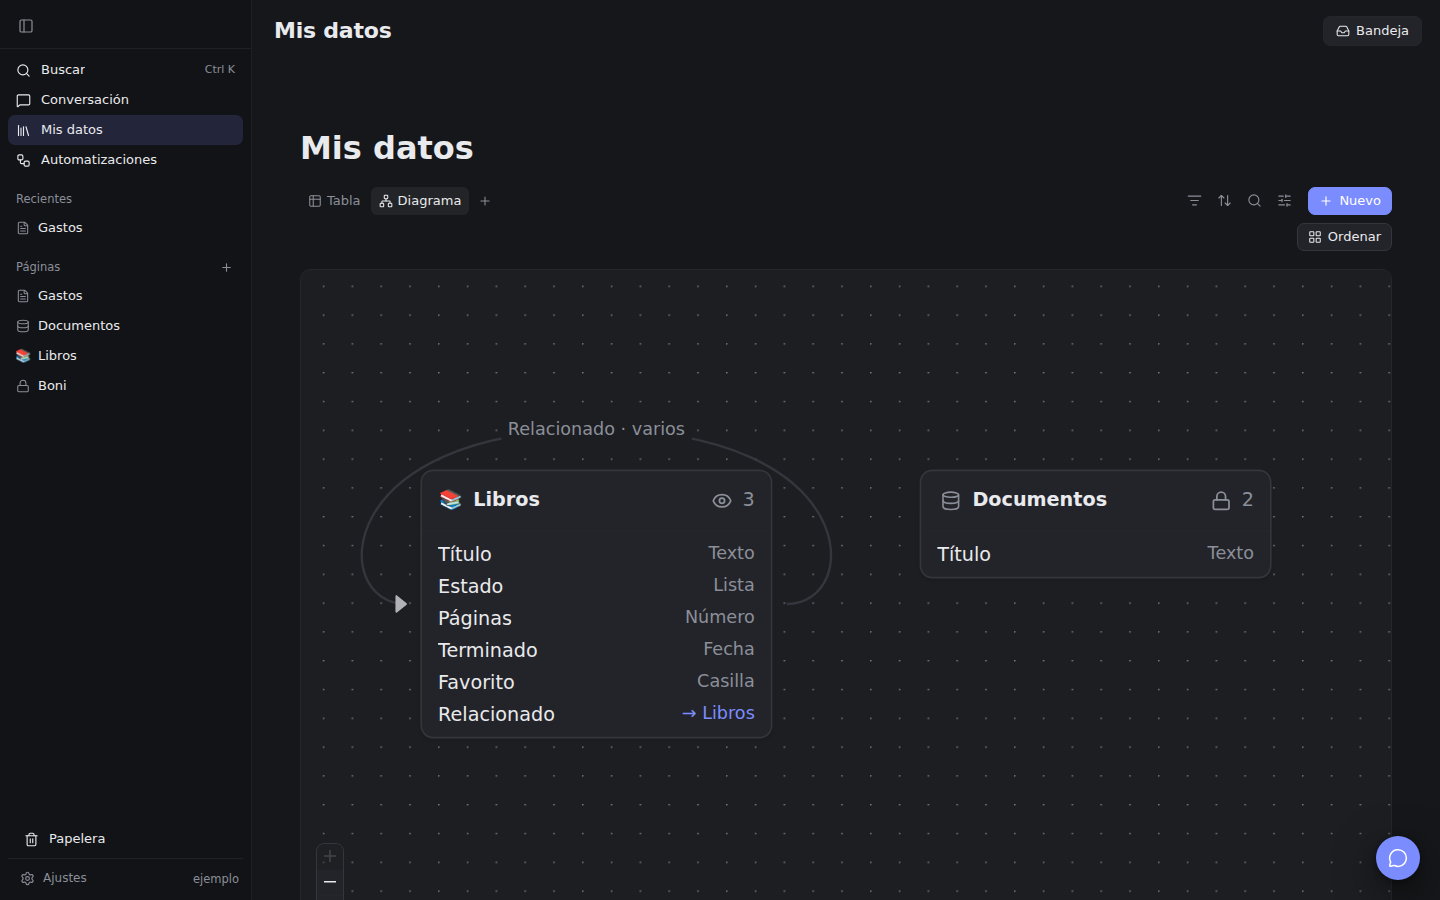 Mis datos
Bandeja
Buscar
Ctrl K
Conversación
Mis datos
Automatizaciones
Recientes
Gastos
Páginas
Gastos
Documentos
Libros
Boni
Papelera
Ajustes
ejemplo
Mis datos
Tabla
Diagrama
Nuevo
Ordenar
Relacionado · varios
Libros 3
Título Texto
Estado Lista
Páginas Número
Terminado Fecha
Favorito Casilla
Relacionado → Libros
Documentos 2
Título Texto